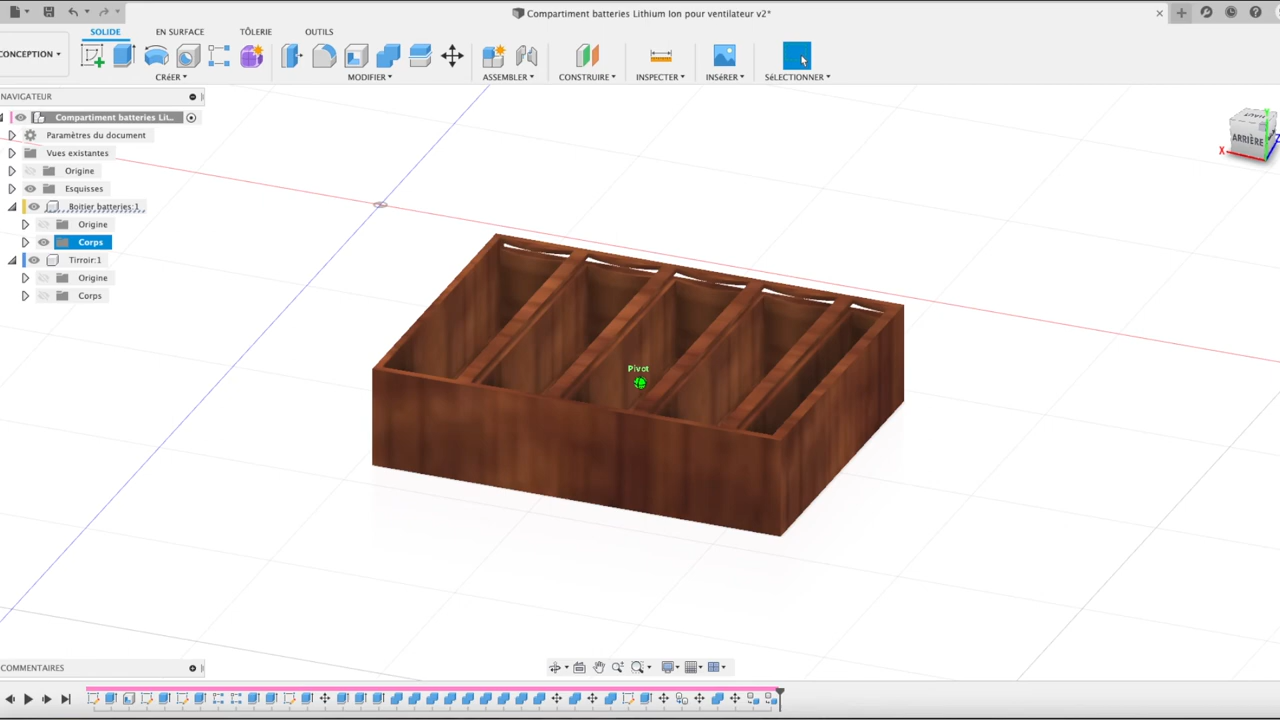 Compartiment batteries Lithium Ion pour ventilateur v2*
SOLIDE EN SURFACE TÔLERIE OUTILS
CONCEPTION
CRÉER MODIFIER ASSEMBLER CONSTRUIRE INSPECTER INSÉRER SÉLECTIONNER
NAVIGATEUR
Compartiment batteries Lit...
Paramètres du document
Vues existantes
Origine
Esquisses
Boitier batteries:1
Origine
Corps
Tirroir:1
Origine
Corps
Pivot
ARRIÈRE
X
COMMENTAIRES